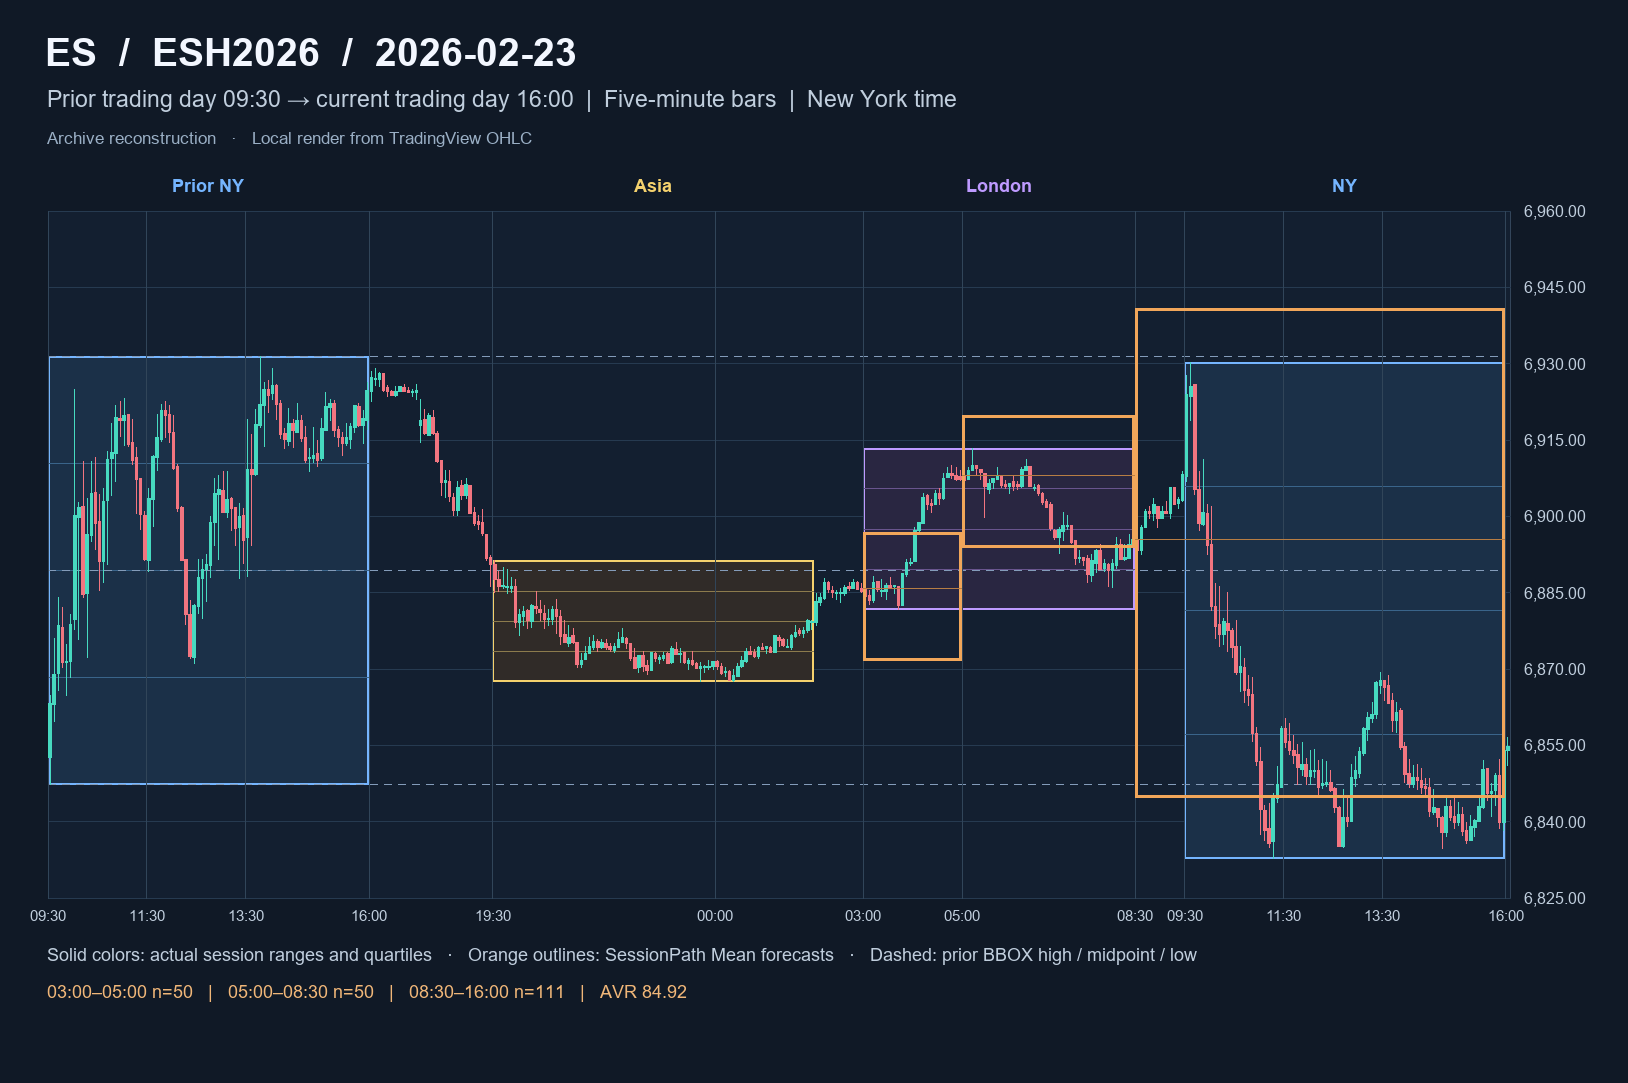 ES / ESH2026 / 2026-02-23
Prior trading day 09:30 → current trading day 16:00 | Five-minute bars | New York time
Archive reconstruction · Local render from TradingView OHLC
Prior NY Asia London NY
6,960.00
6,945.00
6,930.00
6,915.00
6,900.00
6,885.00
6,870.00
6,855.00
6,840.00
6,825.00
09:30 11:30 13:30 16:00 19:30 00:00 03:00 05:00 08:30 09:30 11:30 13:30 16:00
Solid colors: actual session ranges and quartiles · Orange outlines: SessionPath Mean forecasts · Dashed: prior BBOX high / midpoint / low
03:00–05:00 n=50 | 05:00–08:30 n=50 | 08:30–16:00 n=111 | AVR 84.92